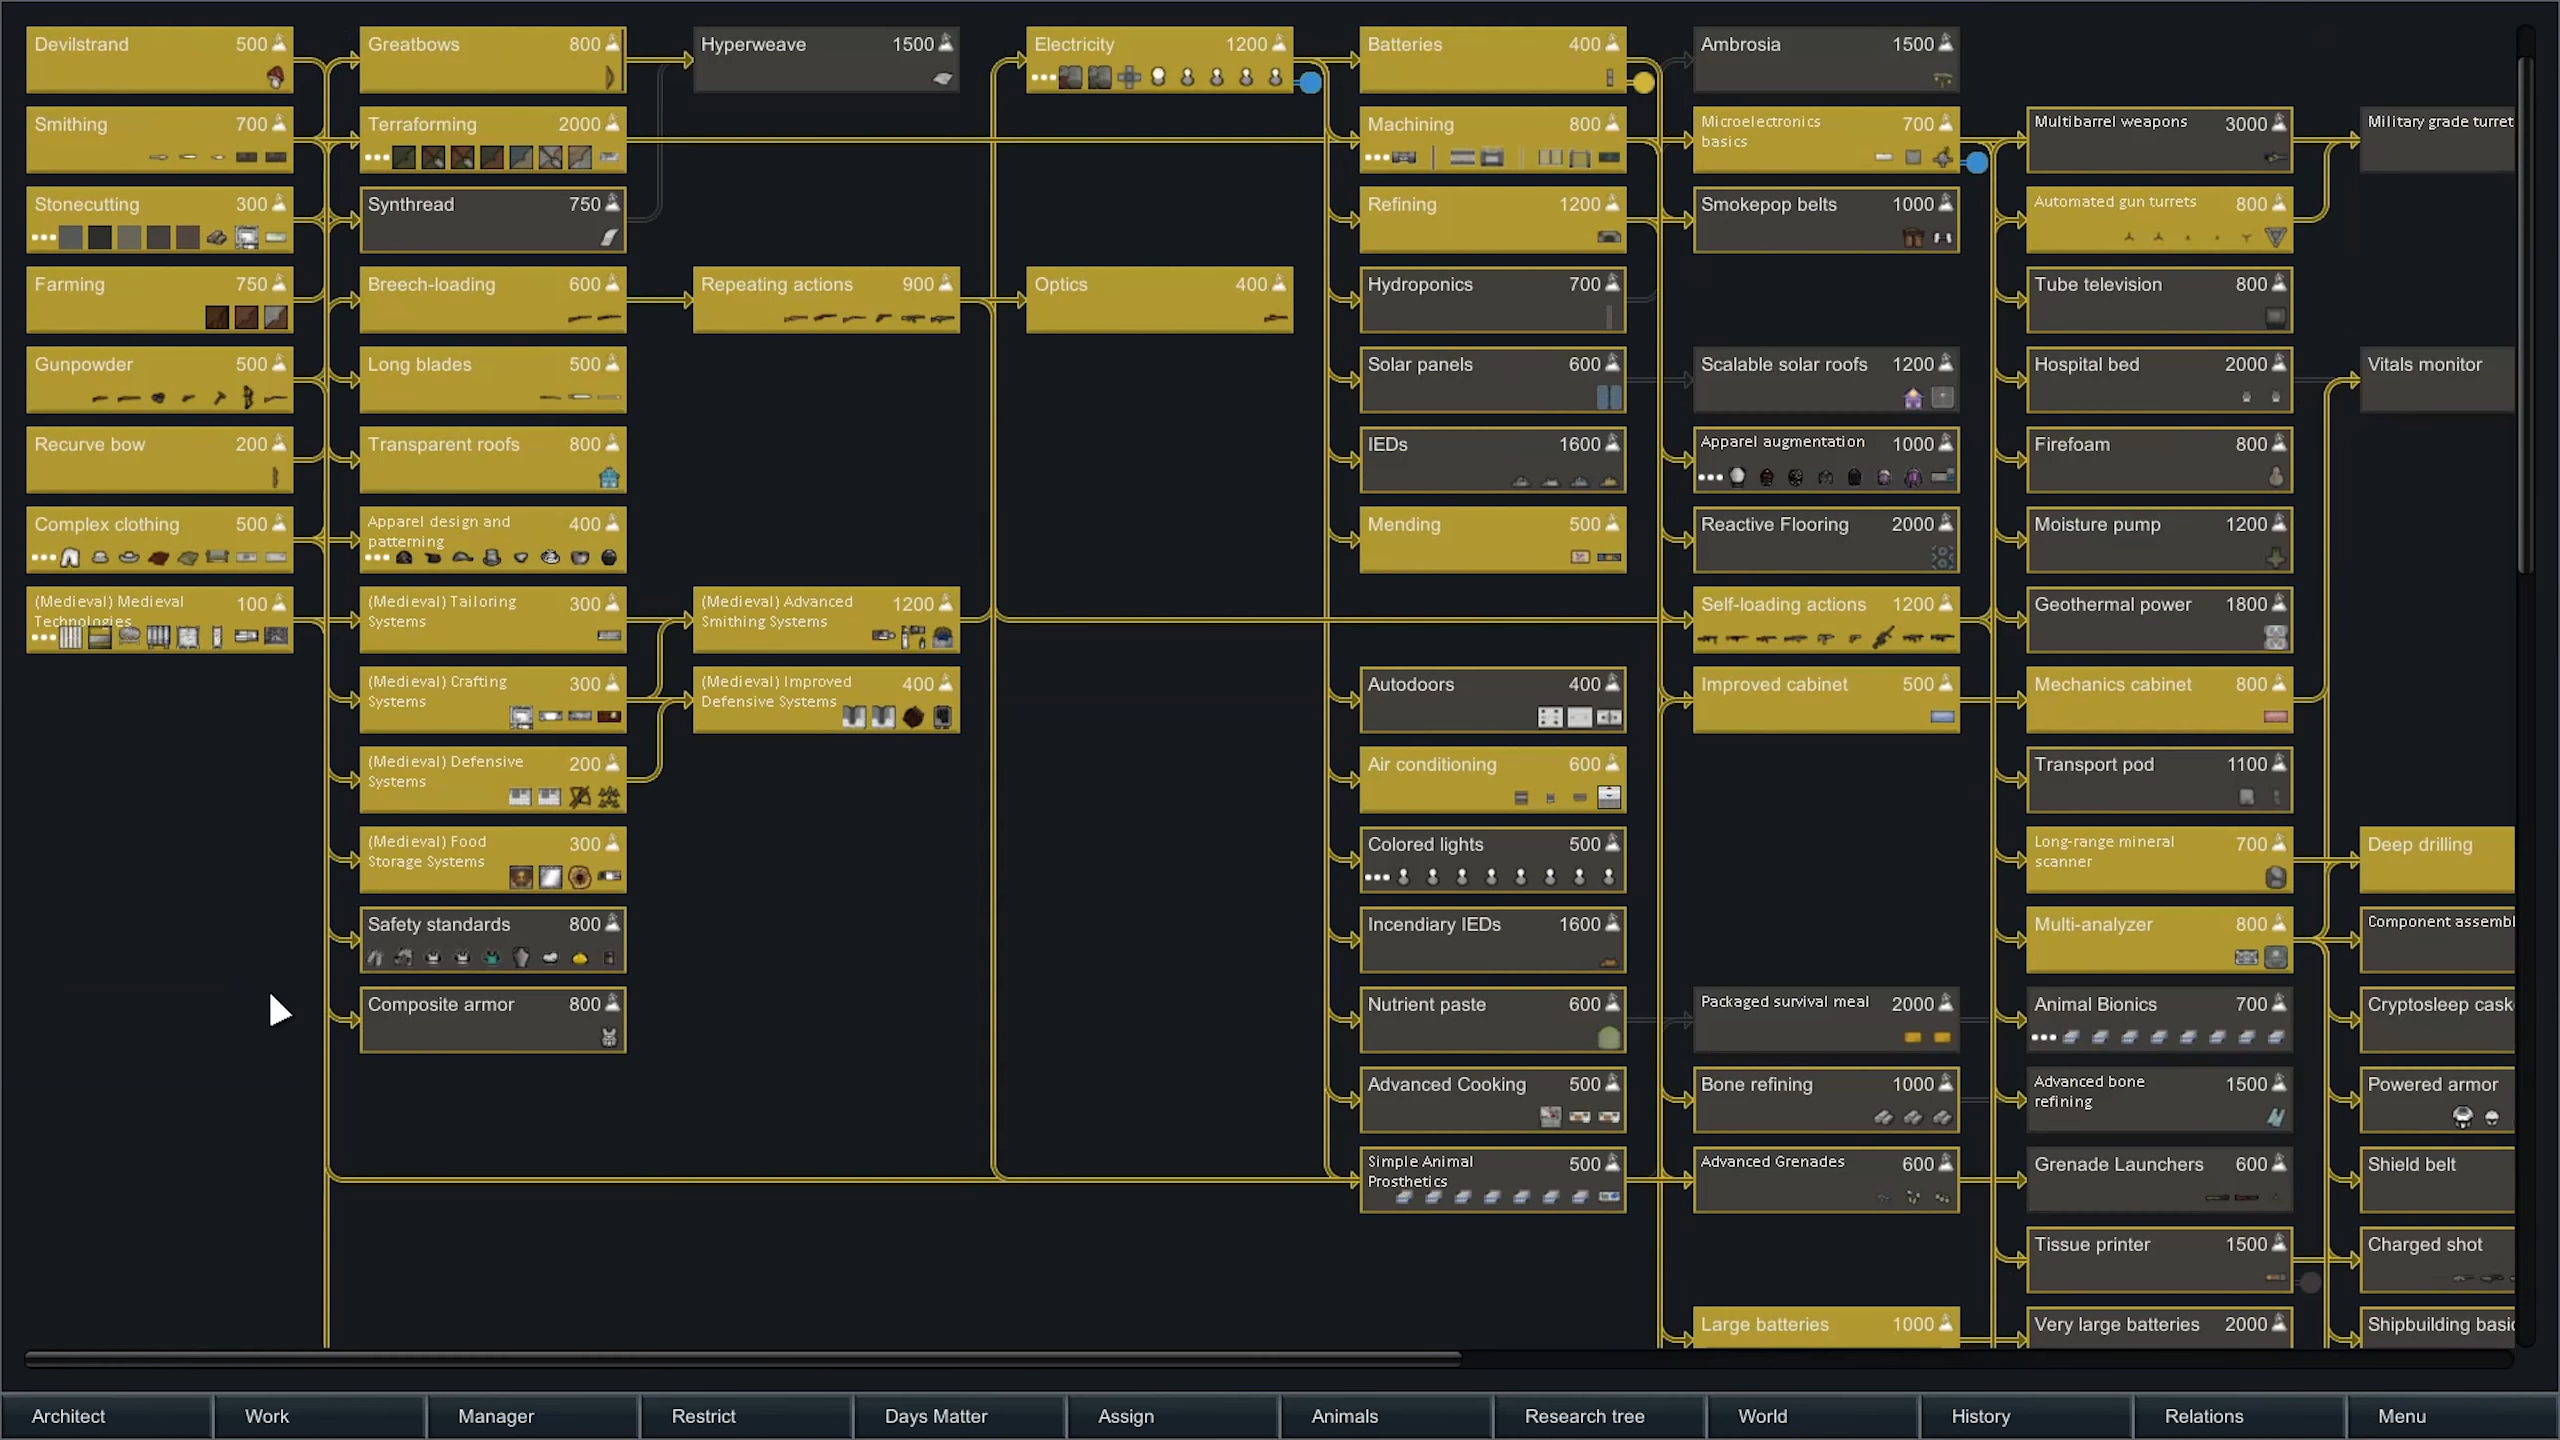 Devilstrand 500
Greatbows 800
Hyperweave 1500
Electricity 1200
Batteries 400
Ambrosia 1500
Smithing 700
Terraforming 2000
Machining 800
Microelectronics
basics 700
Multibarrel weapons 3000
Military grade turret
Stonecutting 300
Synthread 750
Refining 1200
Smokepop belts 1000
Automated gun turrets 800
Farming 750
Breech-loading 600
Repeating actions 900
Optics 400
Hydroponics 700
Tube television 800
Gunpowder 500
Long blades 500
Solar panels 600
Scalable solar roofs 1200
Hospital bed 2000
Vitals monitor
Recurve bow 200
Transparent roofs 800
IEDs 1600
Apparel augmentation 1000
Firefoam 800
Complex clothing 500
Apparel design and
patterning 400
Mending 500
Reactive Flooring 2000
Moisture pump 1200
(Medieval) Medieval
Technologies 100
(Medieval) Tailoring
Systems 300
(Medieval) Advanced
Smithing Systems 1200
Self-loading actions 1200
Geothermal power 1800
(Medieval) Crafting
Systems 300
(Medieval) Improved
Defensive Systems 400
Autodoors 400
Improved cabinet 500
Mechanics cabinet 800
(Medieval) Defensive
Systems 200
Air conditioning 600
Transport pod 1100
(Medieval) Food
Storage Systems 300
Colored lights 500
Long-range mineral
scanner 700
Deep drilling
Safety standards 800
Incendiary IEDs 1600
Multi-analyzer 800
Component assembl
Composite armor 800
Nutrient paste 600
Packaged survival meal 2000
Animal Bionics 700
Cryptosleep cask
Advanced Cooking 500
Bone refining 1000
Advanced bone
refining 1500
Powered armor
Simple Animal
Prosthetics 500
Advanced Grenades 600
Grenade Launchers 600
Shield belt
Tissue printer 1500
Charged shot
Large batteries 1000
Very large batteries 2000
Shipbuilding basic
Architect
Work
Manager
Restrict
Days Matter
Assign
Animals
Research tree
World
History
Relations
Menu